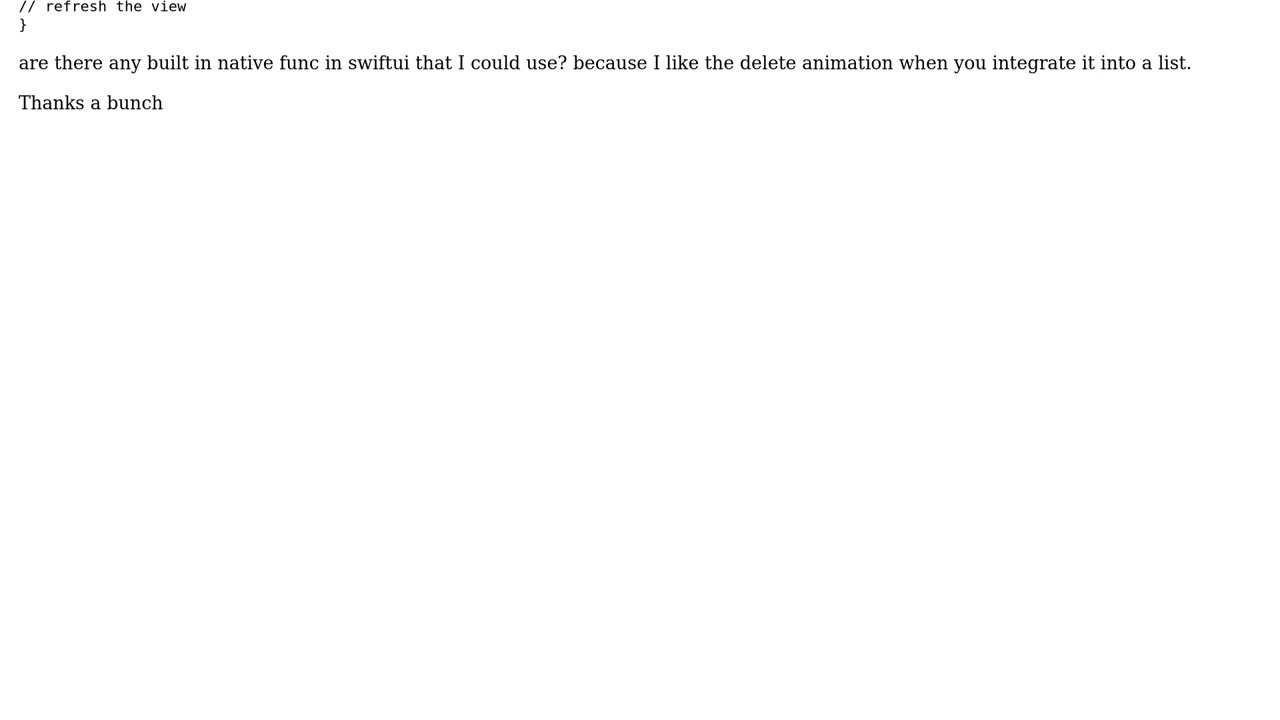 // refresh the view
}
are there any built in native func in swiftui that I could use? because I like the delete animation when you integrate it into a list.
Thanks a bunch